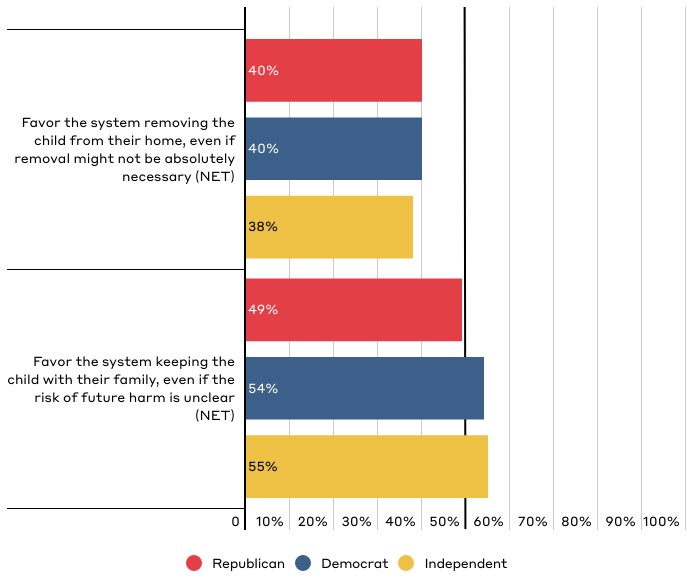 40%
Favor the system removing the
child from their home, even if
removal might not be absolutely
necessary (NET)
40%
38%
49%
Favor the system keeping the
child with their family, even if the
risk of future harm is unclear
(NET)
54%
55%
0 10% 20% 30% 40% 50% 60% 70% 80% 90% 100%
Republican Democrat Independent